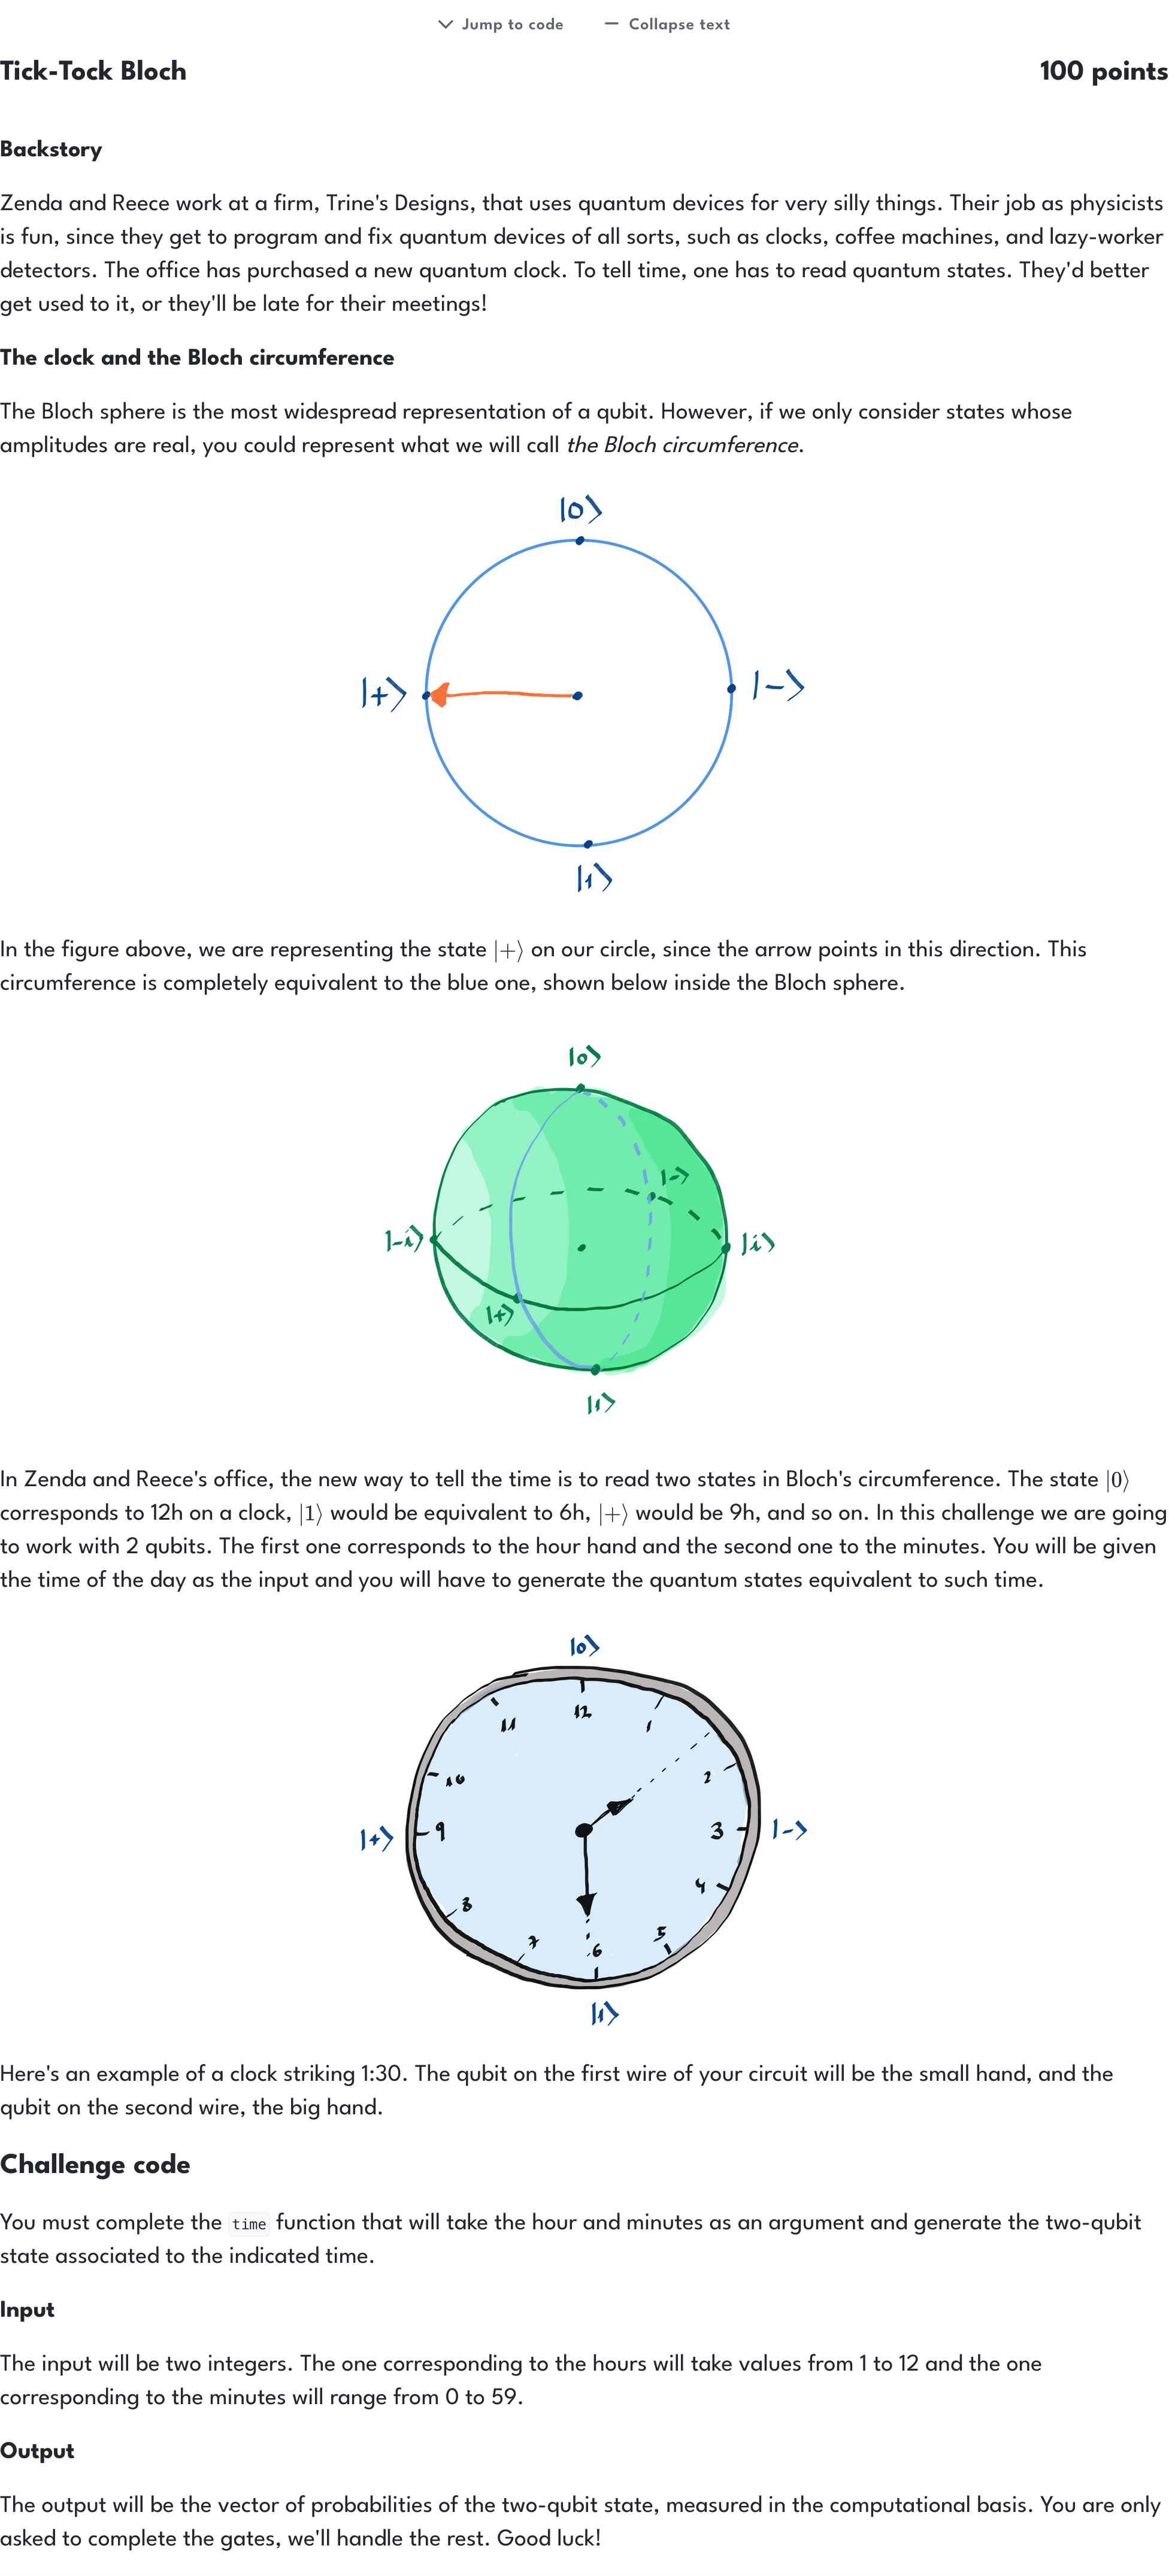 Jump to code Collapse text
Tick-Tock Bloch 100 points
Backstory
Zenda and Reece work at a firm, Trine's Designs, that uses quantum devices for very silly things. Their job as physicists
is fun, since they get to program and fix quantum devices of all sorts, such as clocks, coffee machines, and lazy-worker
detectors. The office has purchased a new quantum clock. To tell time, one has to read quantum states. They'd better
get used to it, or they'll be late for their meetings!
The clock and the Bloch circumference
The Bloch sphere is the most widespread representation of a qubit. However, if we only consider states whose
amplitudes are real, you could represent what we will call the Bloch circumference.
|0⟩
|+⟩ |−⟩
|1⟩
In the figure above, we are representing the state |+⟩ on our circle, since the arrow points in this direction. This
circumference is completely equivalent to the blue one, shown below inside the Bloch sphere.
|0⟩
|−⟩
|-i⟩ |i⟩
|+⟩
|1⟩
In Zenda and Reece's office, the new way to tell the time is to read two states in Bloch's circumference. The state |0⟩
corresponds to 12h on a clock, |1⟩ would be equivalent to 6h, |+⟩ would be 9h, and so on. In this challenge we are going
to work with 2 qubits. The first one corresponds to the hour hand and the second one to the minutes. You will be given
the time of the day as the input and you will have to generate the quantum states equivalent to such time.
|0⟩
12
11 1
10 2
|+⟩ 9 3 |−⟩
8 4
7 5
6
|1⟩
Here's an example of a clock striking 1:30. The qubit on the first wire of your circuit will be the small hand, and the
qubit on the second wire, the big hand.
Challenge code
You must complete the time function that will take the hour and minutes as an argument and generate the two-qubit
state associated to the indicated time.
Input
The input will be two integers. The one corresponding to the hours will take values from 1 to 12 and the one
corresponding to the minutes will range from 0 to 59.
Output
The output will be the vector of probabilities of the two-qubit state, measured in the computational basis. You are only
asked to complete the gates, we'll handle the rest. Good luck!